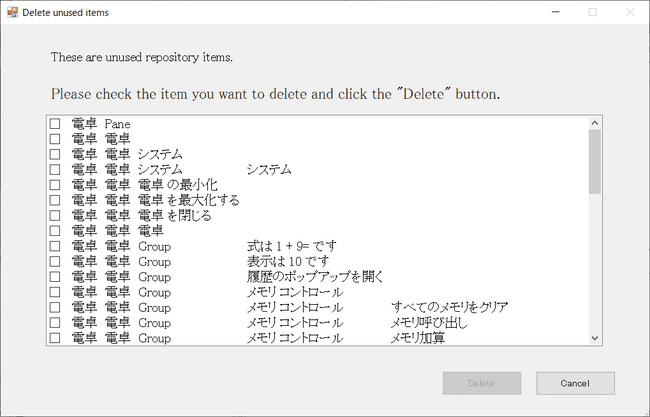 Delete unused items
These are unused repository items.
Please check the item you want to delete and click the "Delete" button.
電卓 Pane
電卓 電卓
電卓 電卓 システム
電卓 電卓 システム システム
電卓 電卓 電卓 の最小化
電卓 電卓 電卓 を最大化する
電卓 電卓 電卓 を閉じる
電卓 電卓 電卓
電卓 電卓 Group 式は 1 + 9= です
電卓 電卓 Group 表示は 10 です
電卓 電卓 Group 履歴のポップアップを開く
電卓 電卓 Group メモリ コントロール
電卓 電卓 Group メモリ コントロール すべてのメモリをクリア
電卓 電卓 Group メモリ コントロール メモリ呼び出し
電卓 電卓 Group メモリ コントロール メモリ加算
Delete Cancel